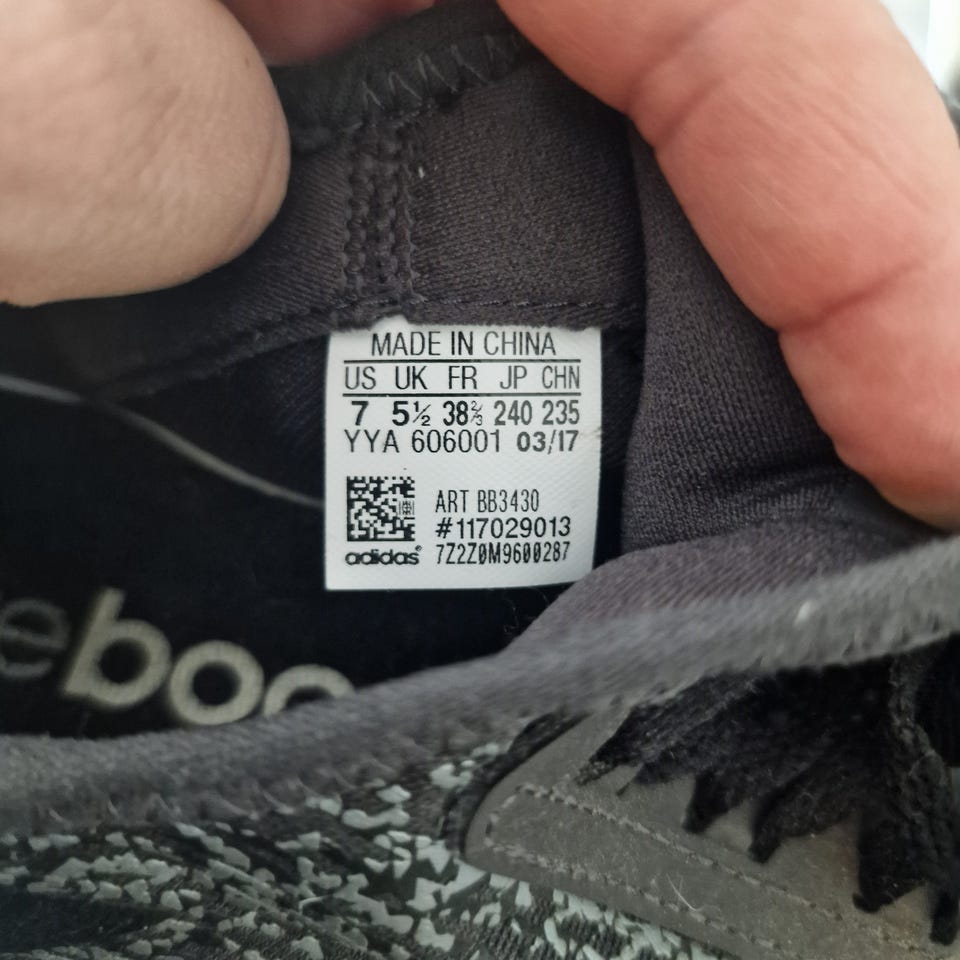 MADE IN CHINA
US UK FR JP CHN
7 5½ 38⅔ 240 235
YYA 606001 03/17
ART BB3430
#117029013
adidas® 7Z2Z0M9600287
eboo